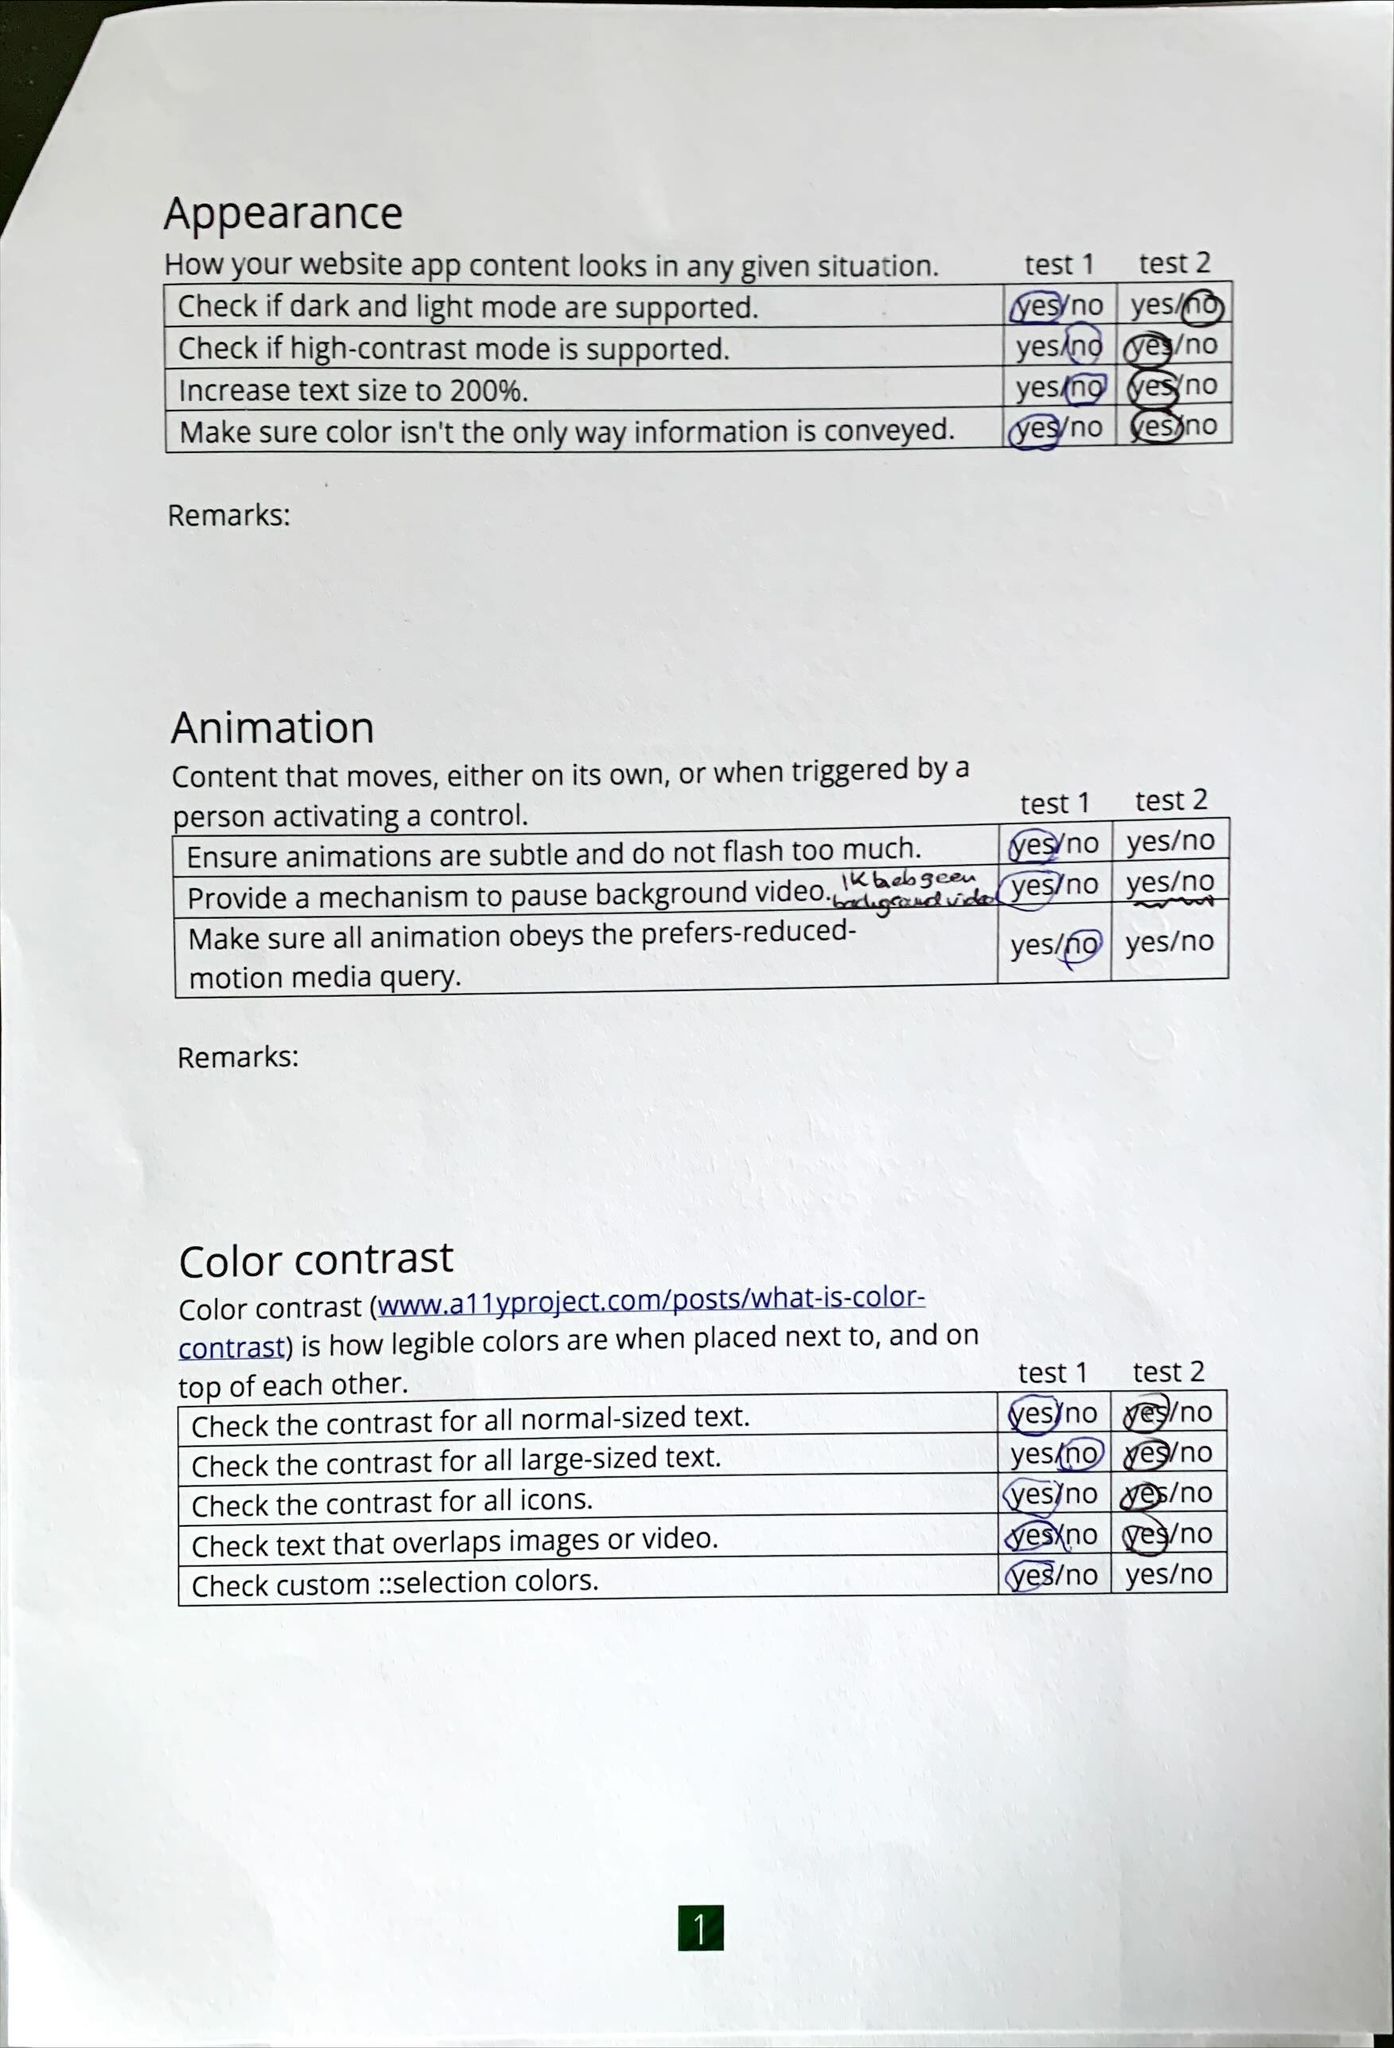 Appearance
How your website app content looks in any given situation. test 1 test 2
Check if dark and light mode are supported. yes/no yes/no
Check if high-contrast mode is supported. yes/no yes/no
Increase text size to 200%. yes/no yes/no
Make sure color isn't the only way information is conveyed. yes/no yes/no
Remarks:
Animation
Content that moves, either on its own, or when triggered by a
person activating a control. test 1 test 2
Ensure animations are subtle and do not flash too much. yes/no yes/no
Provide a mechanism to pause background video. Ik heb geen background video yes/no yes/no
Make sure all animation obeys the prefers-reduced-
motion media query. yes/no yes/no
Remarks:
Color contrast
Color contrast (www.a11yproject.com/posts/what-is-color-
contrast) is how legible colors are when placed next to, and on
top of each other. test 1 test 2
Check the contrast for all normal-sized text. yes/no yes/no
Check the contrast for all large-sized text. yes/no yes/no
Check the contrast for all icons. yes/no yes/no
Check text that overlaps images or video. yes/no yes/no
Check custom ::selection colors. yes/no yes/no
1